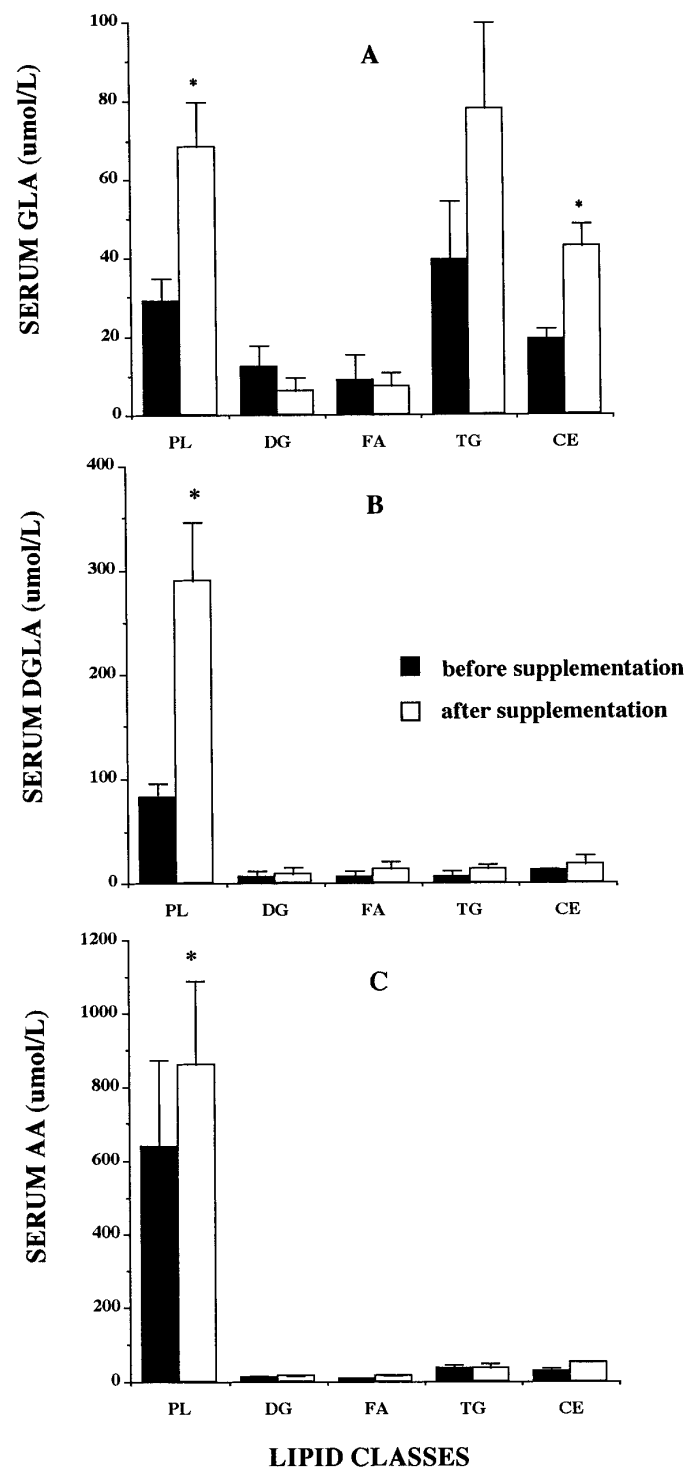 A
SERUM GLA (umol/L)
100
80
60
40
20
0
*
*
PL DG FA TG CE
B
SERUM DGLA (umol/L)
400
300
200
100
0
*
before supplementation
after supplementation
PL DG FA TG CE
C
SERUM AA (umol/L)
1200
1000
800
600
400
200
0
*
PL DG FA TG CE
LIPID CLASSES